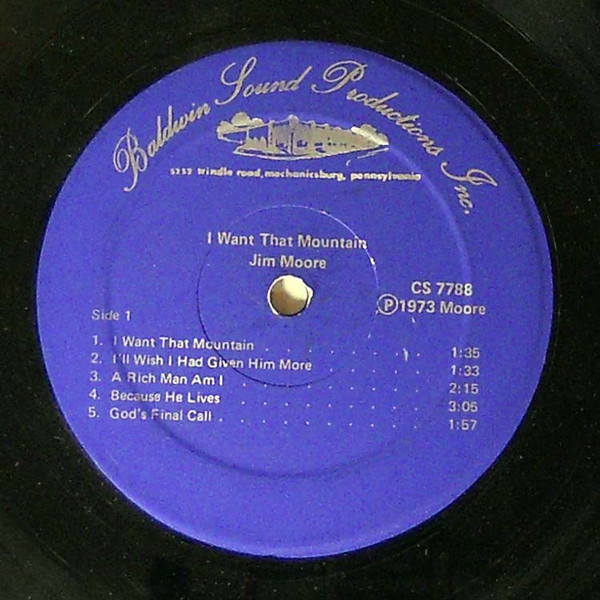 Baldwin Sound Productions Inc.
5252 trindle road, mechanicsburg, pennsylvania
I Want That Mountain
Jim Moore
CS 7788
Ⓟ1973 Moore
Side 1
1. I Want That Mountain . . . . . . . . . 1:35
2. I'll Wish I Had Given Him More . . . . . . 1:33
3. A Rich Man Am I . . . . . . . . . . 2:15
4. Because He Lives . . . . . . . . . . 3:05
5. God's Final Call . . . . . . . . . . 1:57